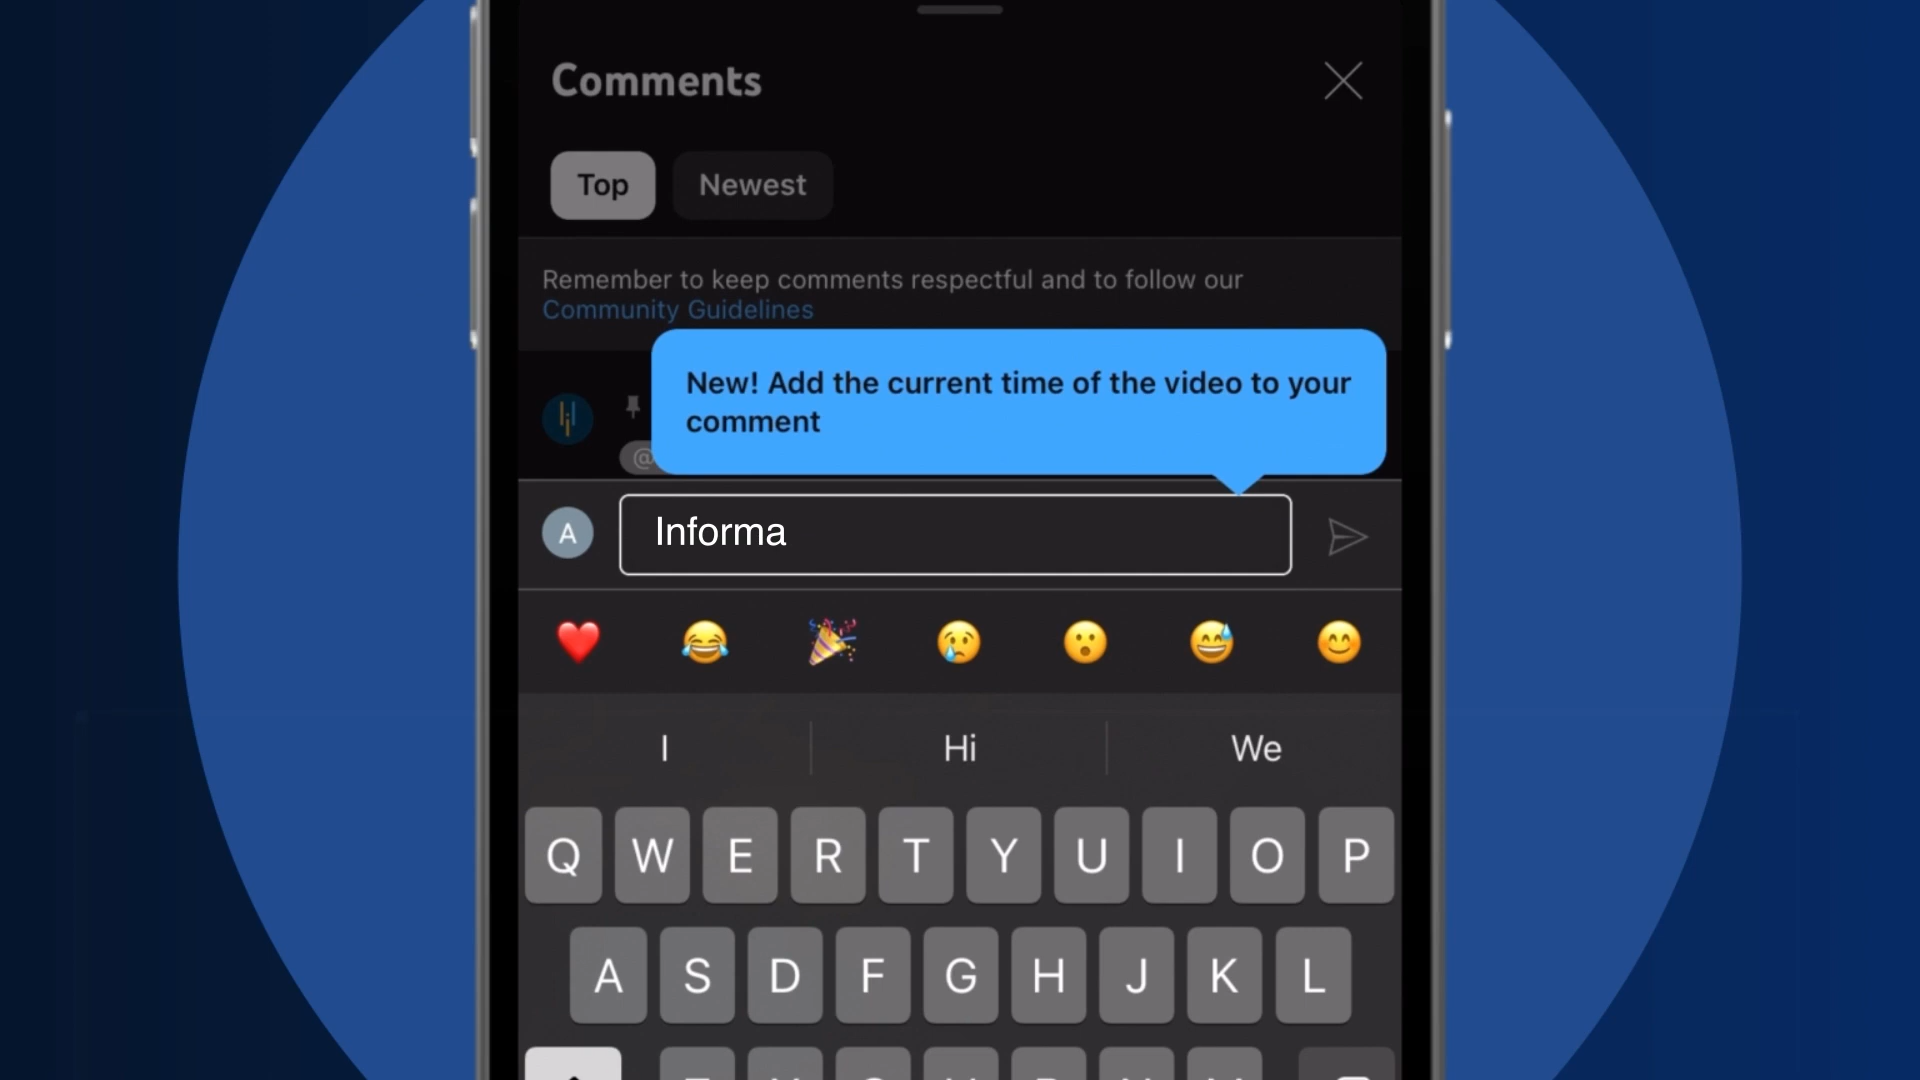 Comments
Top Newest
Remember to keep comments respectful and to follow our
Community Guidelines
New! Add the current time of the video to your
comment
@
A Informa
I Hi We
Q W E R T Y U I O P
A S D F G H J K L